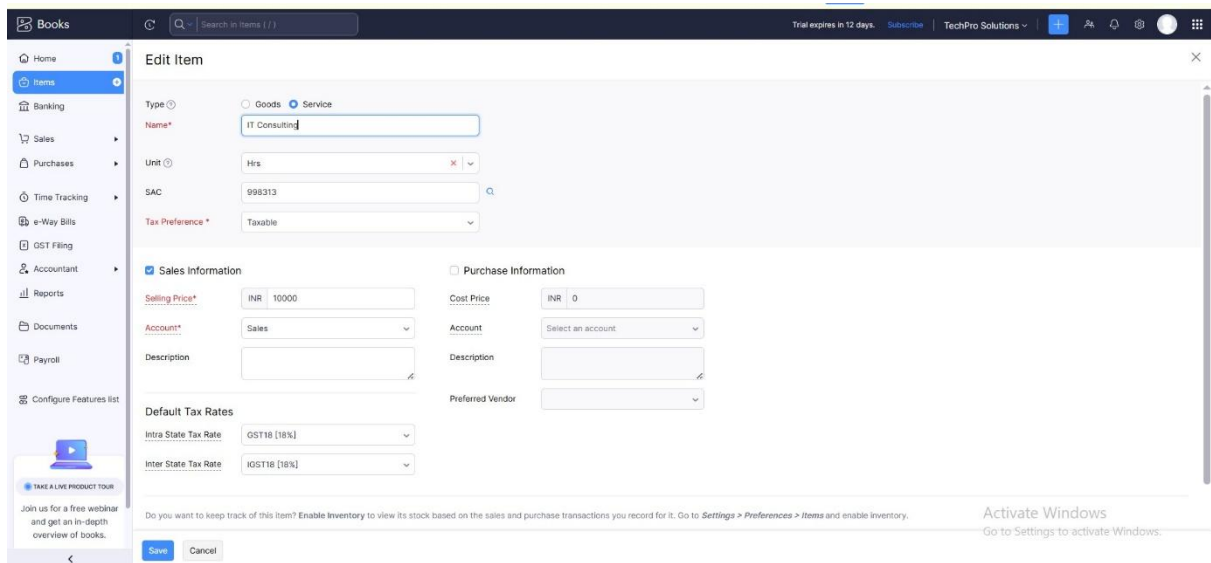 Books
Search in Items ( / )
Trial expires in 12 days. Subscribe
TechPro Solutions
Home 1
Items
Banking
Sales
Purchases
Time Tracking
e-Way Bills
GST Filing
Accountant
Reports
Documents
Payroll
Configure Features list
TAKE A LIVE PRODUCT TOUR
Join us for a free webinar
and get an in-depth
overview of books.
Edit Item
Type Goods Service
Name* IT Consulting
Unit Hrs
SAC 998313
Tax Preference * Taxable
Sales Information
Selling Price* INR 10000
Account* Sales
Description
Default Tax Rates
Intra State Tax Rate GST18 [18%]
Inter State Tax Rate IGST18 [18%]
Purchase Information
Cost Price INR 0
Account Select an account
Description
Preferred Vendor
Do you want to keep track of this item? Enable Inventory to view its stock based on the sales and purchase transactions you record for it. Go to Settings > Preferences > Items and enable inventory.
Save Cancel
Activate Windows
Go to Settings to activate Windows.